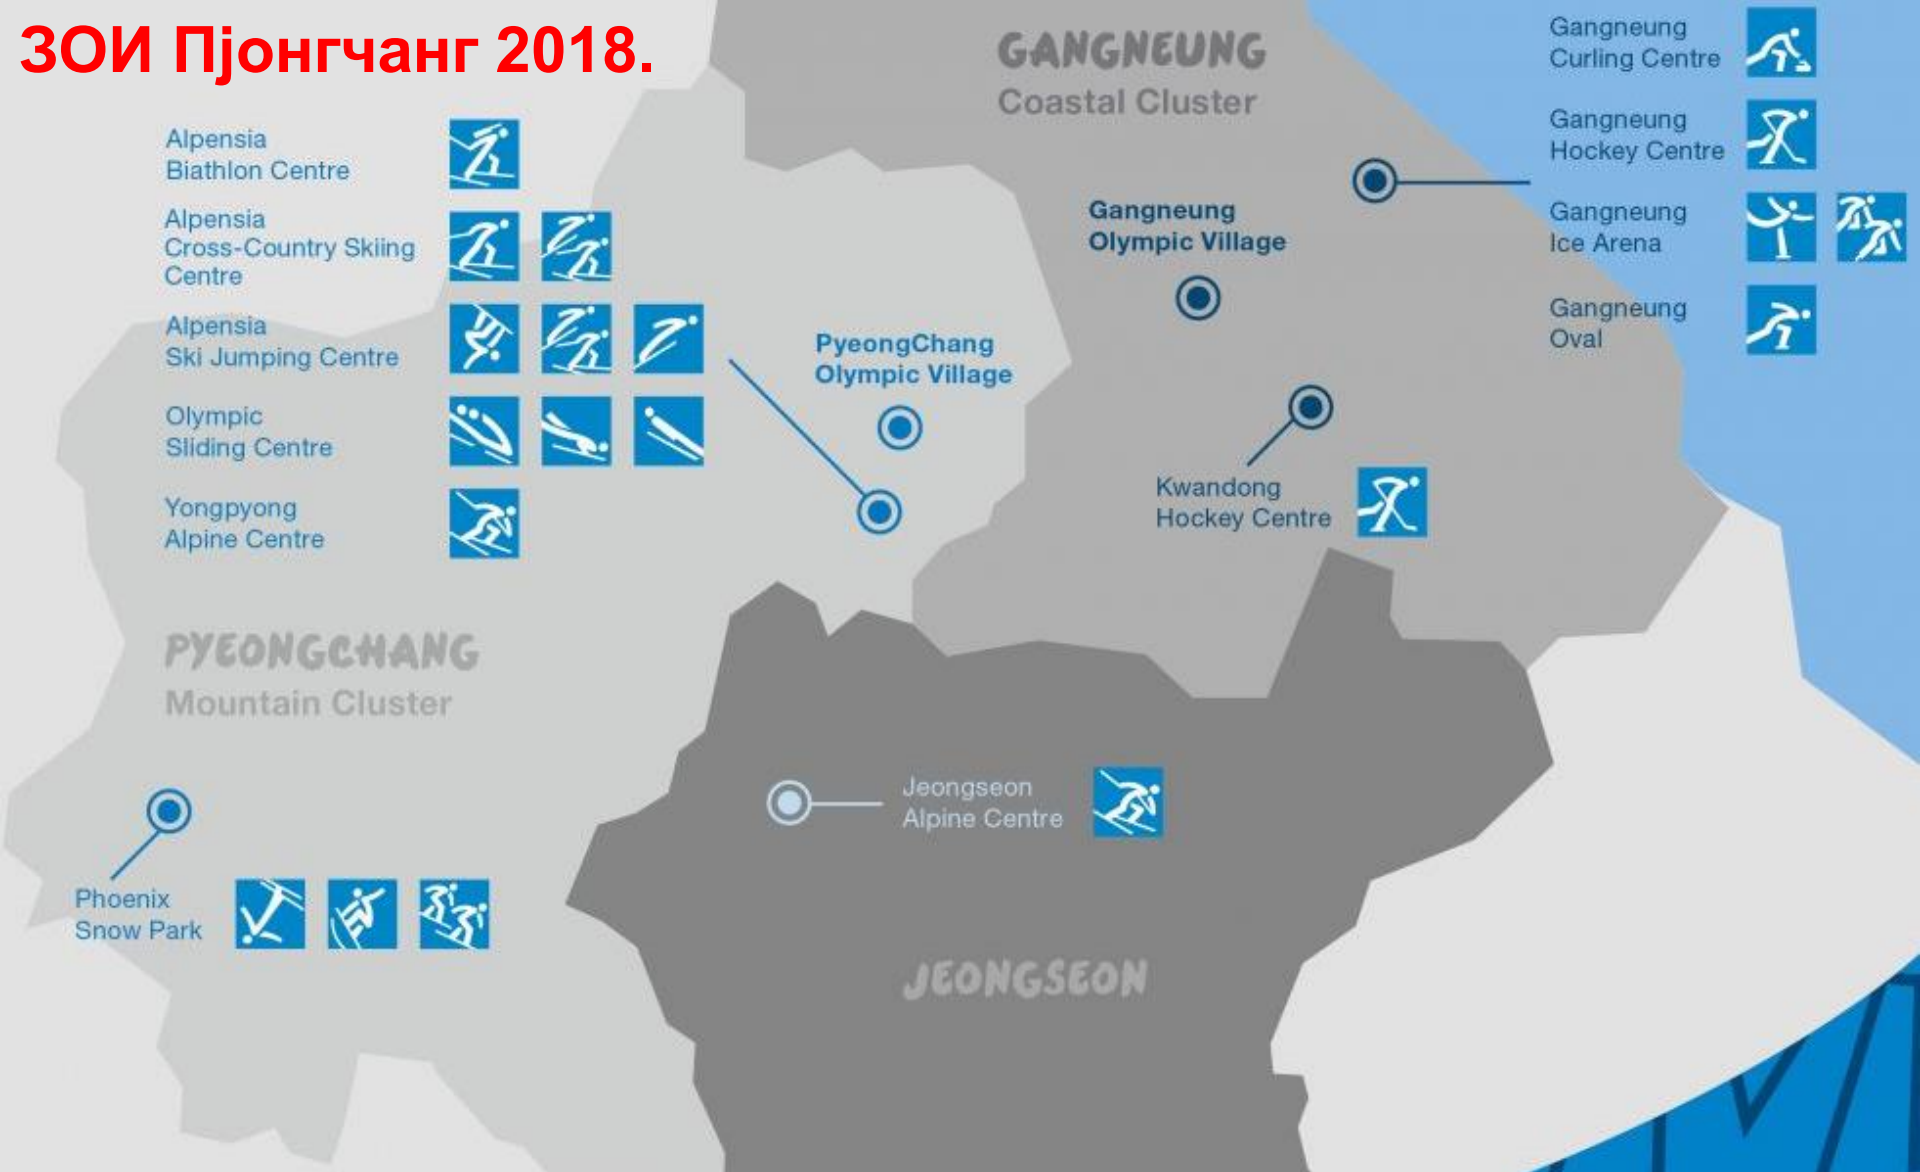 ЗОИ Пјонгчанг 2018.
Alpensia
Biathlon Centre
Alpensia
Cross-Country Skiing
Centre
Alpensia
Ski Jumping Centre
Olympic
Sliding Centre
Yongpyong
Alpine Centre
PYEONGCHANG
Mountain Cluster
Phoenix
Snow Park
PyeongChang
Olympic Village
GANGNEUNG
Coastal Cluster
Gangneung
Olympic Village
Gangneung
Curling Centre
Gangneung
Hockey Centre
Gangneung
Ice Arena
Gangneung
Oval
Kwandong
Hockey Centre
Jeongseon
Alpine Centre
JEONGSEON